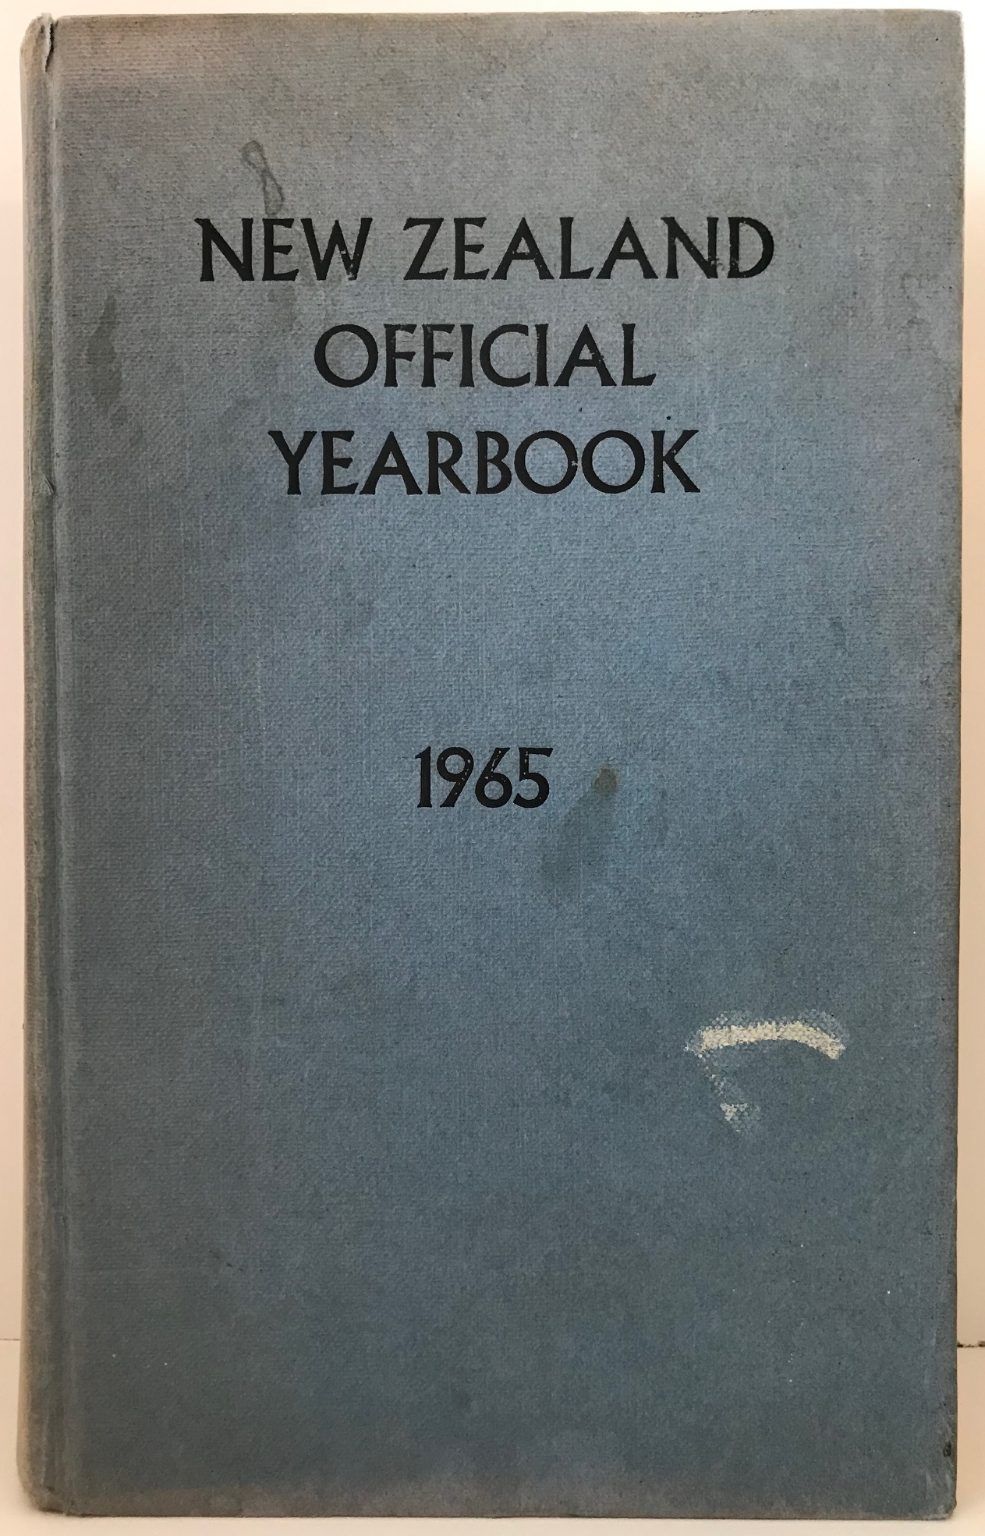 NEW ZEALAND
OFFICIAL
YEARBOOK
1965